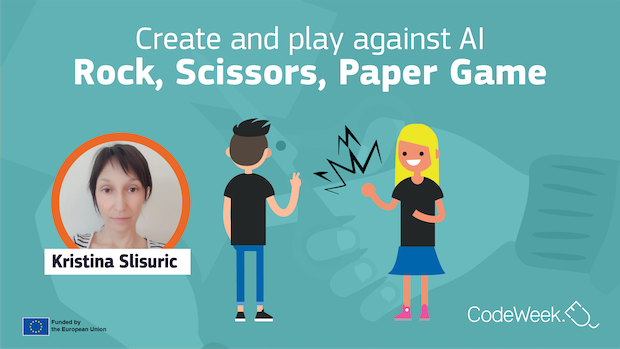 Create and play against AI
Rock, Scissors, Paper Game
Kristina Slisuric
Funded by
the European Union
CodeWeek.